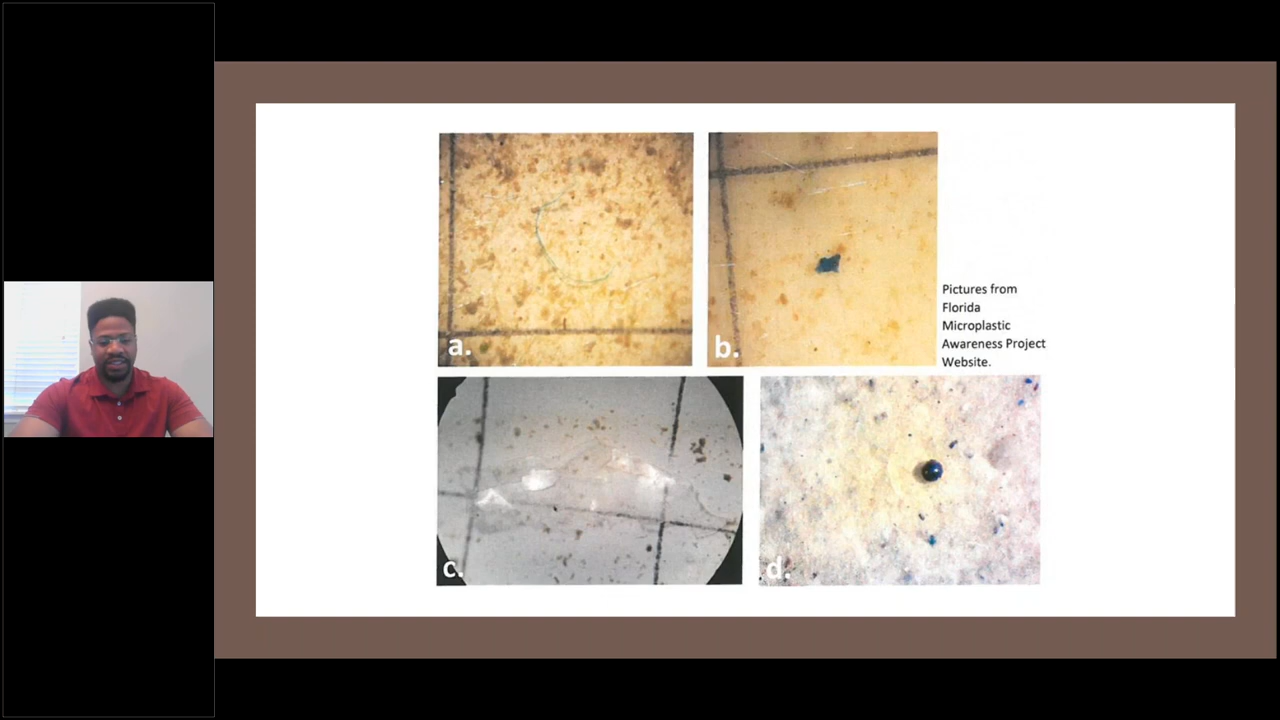 a.
b.
Pictures from
Florida
Microplastic
Awareness Project
Website.
c.
d.